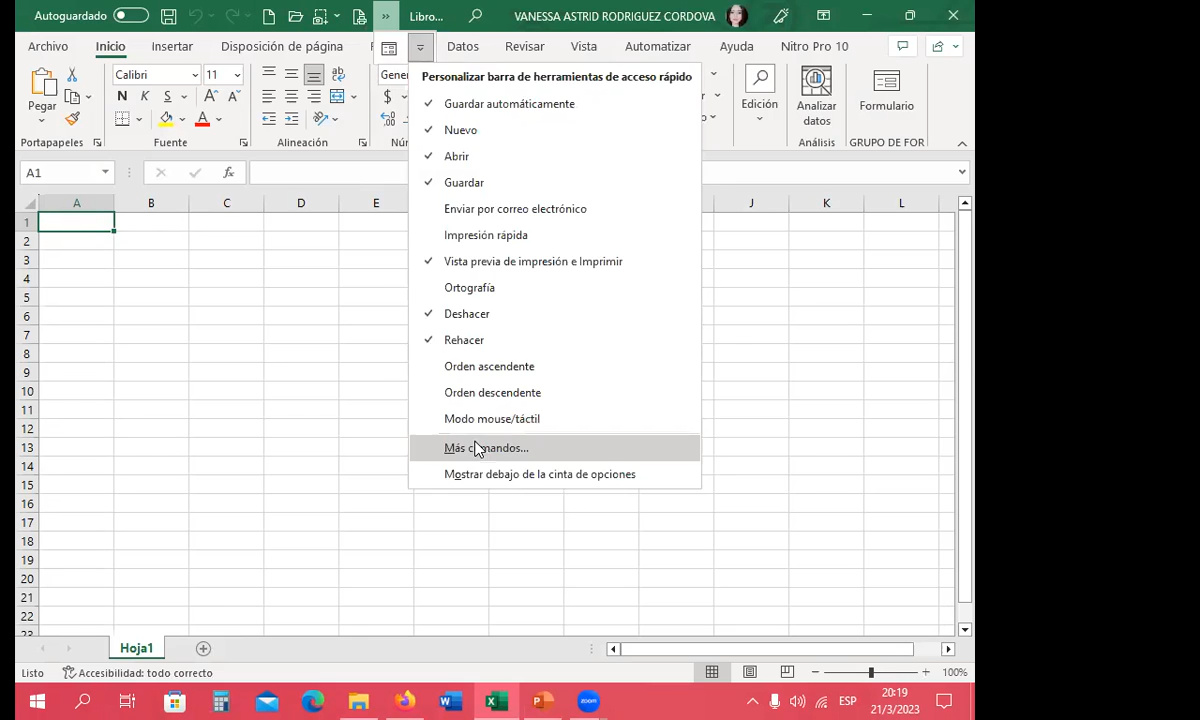 Autoguardado
Libro...
VANESSA ASTRID RODRIGUEZ CORDOVA
Archivo
Inicio
Insertar
Disposición de página
Datos
Revisar
Vista
Automatizar
Ayuda
Nitro Pro 10
Pegar
Portapapeles
Calibri
11
N K S
A A
A
Fuente
Alineación
Gener
$
Edición
Analizar
datos
Análisis
Formulario
GRUPO DE FOR
Personalizar barra de herramientas de acceso rápido
Guardar automáticamente
Nuevo
Abrir
Guardar
Enviar por correo electrónico
Impresión rápida
Vista previa de impresión e Imprimir
Ortografía
Deshacer
Rehacer
Orden ascendente
Orden descendente
Modo mouse/táctil
Más comandos...
Mostrar debajo de la cinta de opciones
A1
fx
A B C D E J K L
1
2
3
4
5
6
7
8
9
10
11
12
13
14
15
16
17
18
19
20
21
22
23
Hoja1
Listo
Accesibilidad: todo correcto
100%
zoom
ESP
20:19
21/3/2023